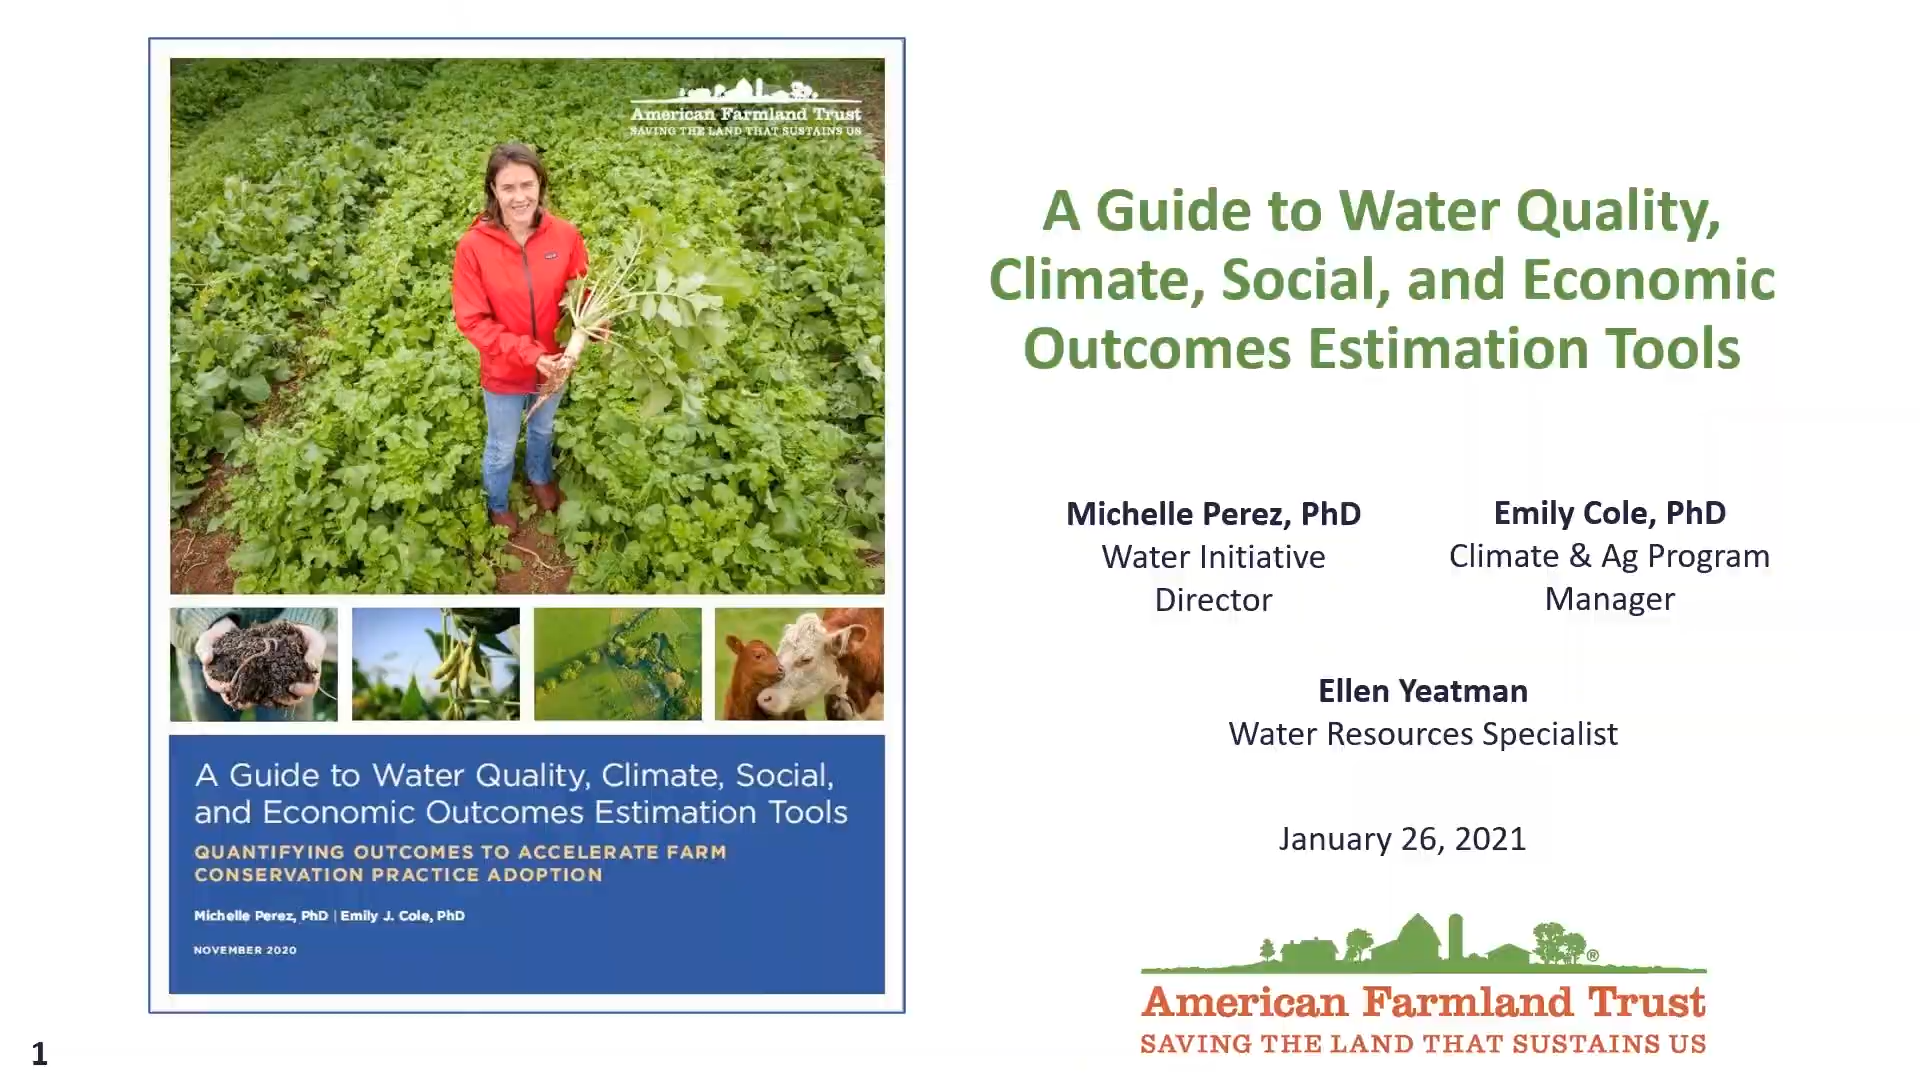 American Farmland Trust
SAVING THE LAND THAT SUSTAINS US
A Guide to Water Quality, Climate, Social,
and Economic Outcomes Estimation Tools
QUANTIFYING OUTCOMES TO ACCELERATE FARM
CONSERVATION PRACTICE ADOPTION
Michelle Perez, PhD | Emily J. Cole, PhD
NOVEMBER 2020
A Guide to Water Quality,
Climate, Social, and Economic
Outcomes Estimation Tools
Michelle Perez, PhD
Water Initiative
Director
Emily Cole, PhD
Climate & Ag Program
Manager
Ellen Yeatman
Water Resources Specialist
January 26, 2021
®
American Farmland Trust
SAVING THE LAND THAT SUSTAINS US
1